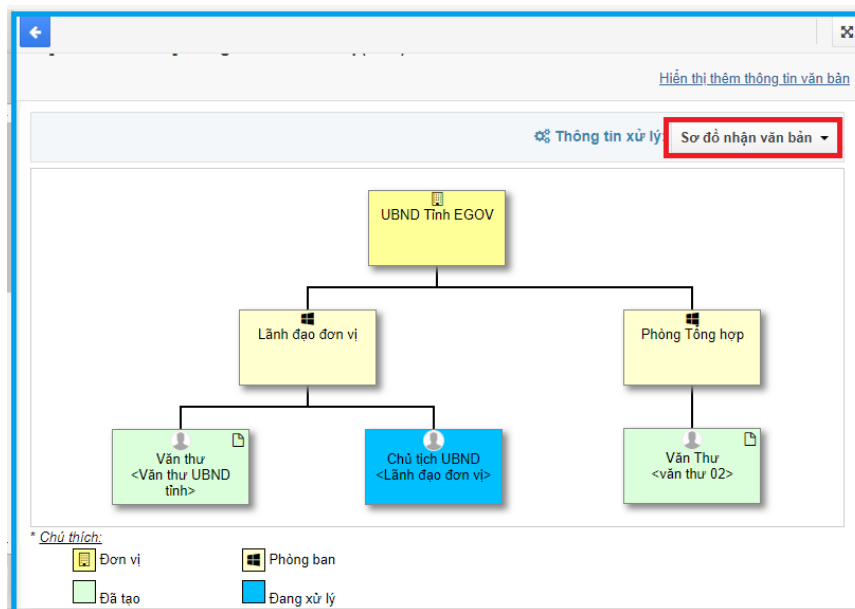 Hiển thị thêm thông tin văn bản
Thông tin xử lý:
Sơ đồ nhận văn bản
UBND Tỉnh EGOV
Lãnh đạo đơn vị
Phòng Tổng hợp
Văn thư
<Văn thư UBND
tỉnh>
Chủ tịch UBND
<Lãnh đạo đơn vị>
Văn Thư
<văn thư 02>
* Chú thích:
Đơn vị
Phòng ban
Đã tạo
Đang xử lý